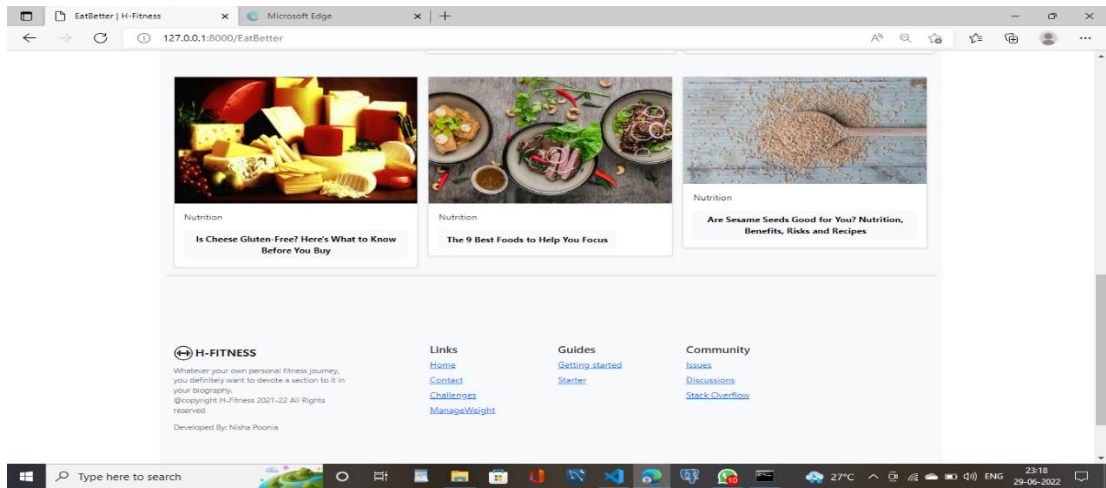 EatBetter | H-Fitness
Microsoft Edge
127.0.0.1:8000/EatBetter
Nutrition
Is Cheese Gluten-Free? Here's What to Know
Before You Buy
Nutrition
The 9 Best Foods to Help You Focus
Nutrition
Are Sesame Seeds Good for You? Nutrition,
Benefits, Risks and Recipes
H-FITNESS
Whatever your own personal fitness journey,
you definitely want to devote a section to it in
your biography.
@copyright H-Fitness 2021-22 All Rights
reserved
Developed By: Nisha Poonia
Links
Home
Contact
Challenges
ManageWeight
Guides
Getting started
Starter
Community
Issues
Discussions
Stack Overflow
Type here to search
10
27°C
ENG
23:18
29-06-2022